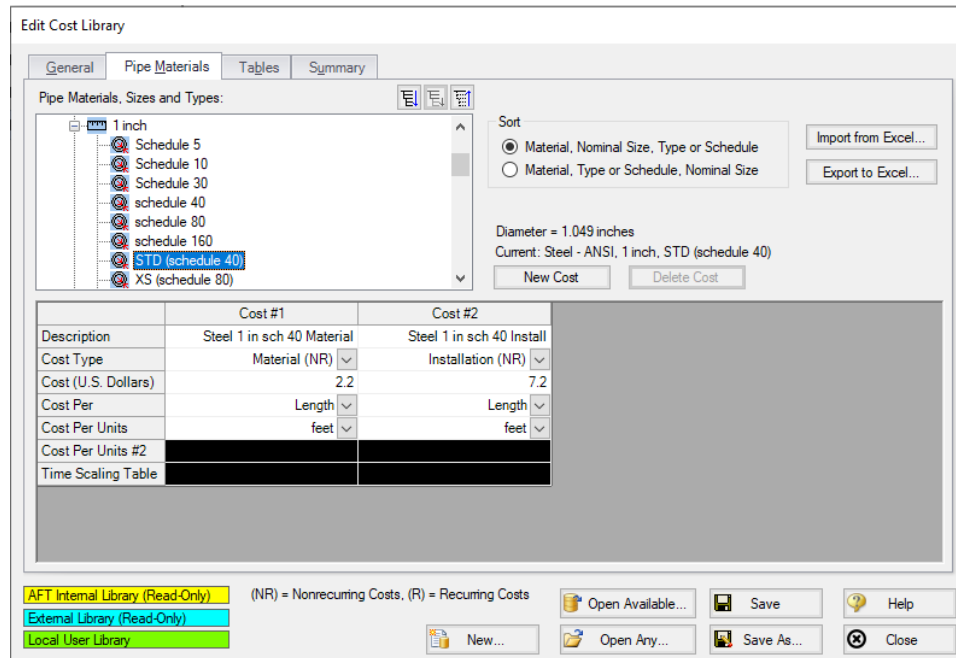 Edit Cost Library
General Pipe Materials Tables Summary
Pipe Materials, Sizes and Types:
1 inch
Schedule 5
Schedule 10
Schedule 30
schedule 40
schedule 80
schedule 160
STD (schedule 40)
XS (schedule 80)
Sort
Material, Nominal Size, Type or Schedule
Material, Type or Schedule, Nominal Size
Import from Excel...
Export to Excel...
Diameter = 1.049 inches
Current: Steel - ANSI, 1 inch, STD (schedule 40)
New Cost Delete Cost
Cost #1 Cost #2
Description Steel 1 in sch 40 Material Steel 1 in sch 40 Install
Cost Type Material (NR) Installation (NR)
Cost (U.S. Dollars) 2.2 7.2
Cost Per Length Length
Cost Per Units feet feet
Cost Per Units #2
Time Scaling Table
AFT Internal Library (Read-Only)
External Library (Read-Only)
Local User Library
(NR) = Nonrecurring Costs, (R) = Recurring Costs
Open Available... Save Help
New... Open Any... Save As... Close